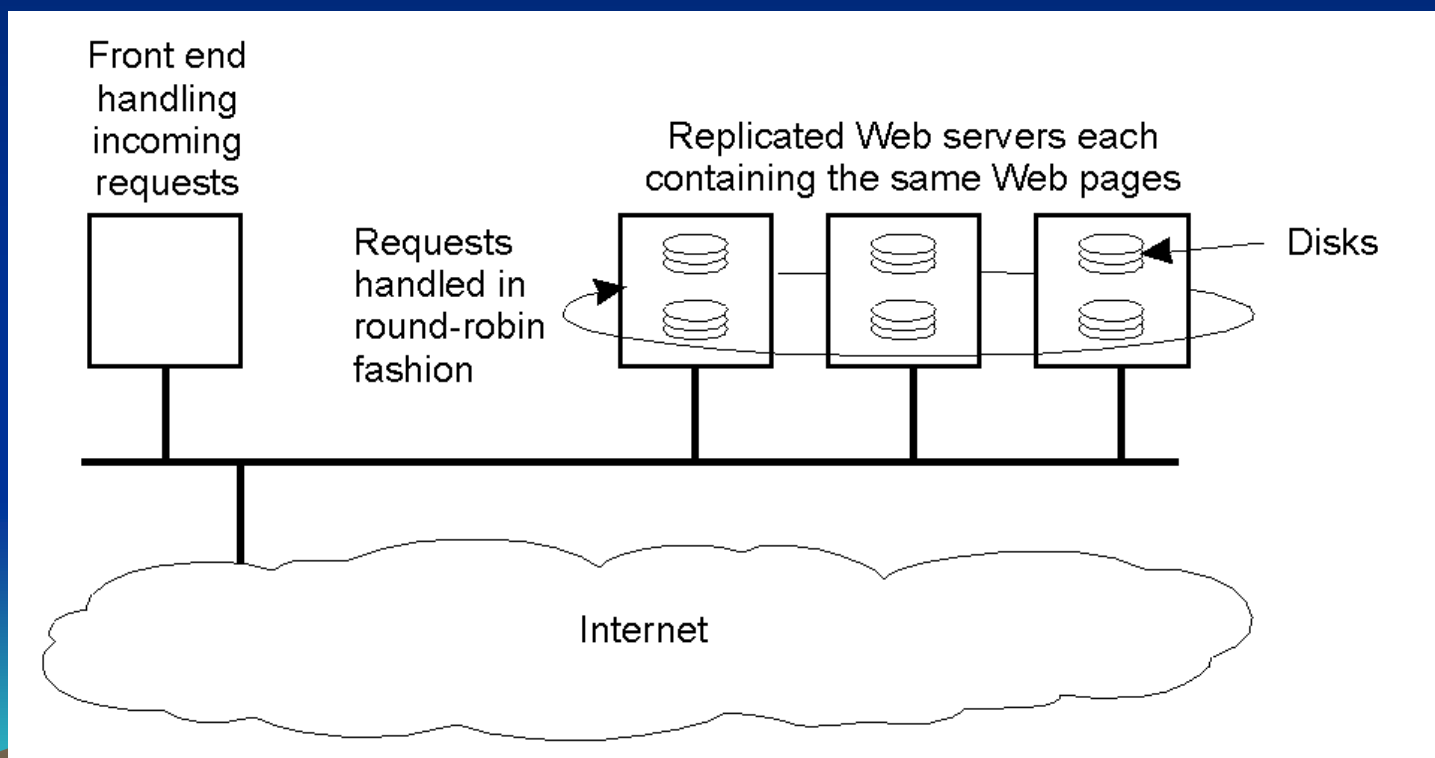 Front end
handling
incoming
requests
Replicated Web servers each
containing the same Web pages
Requests
handled in
round-robin
fashion
Disks
Internet